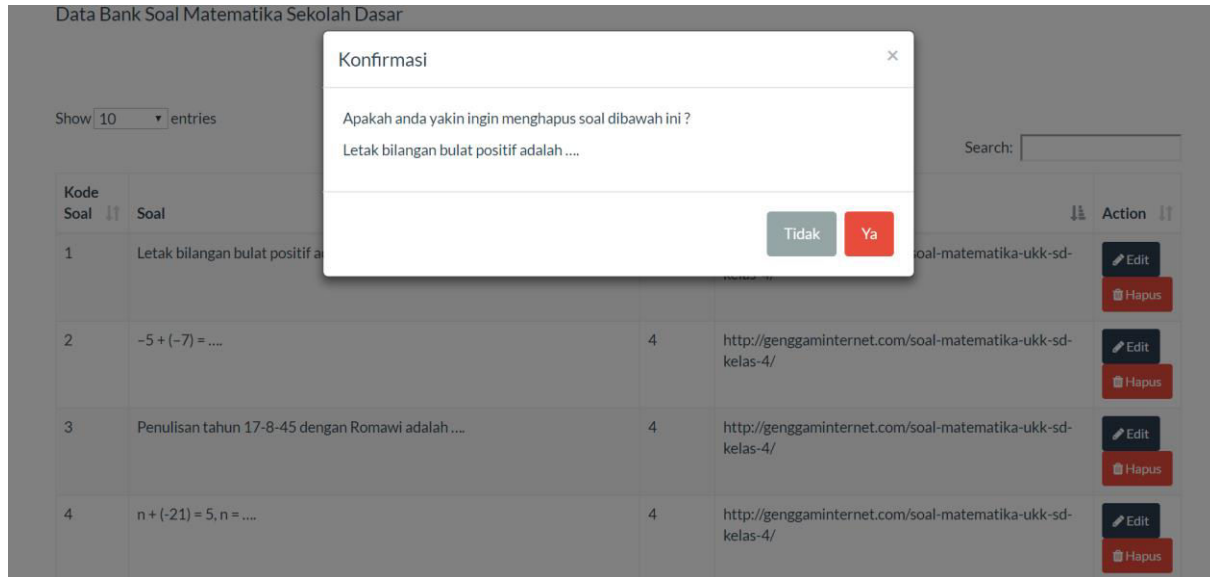 Data Bank Soal Matematika Sekolah Dasar
Konfirmasi
×
Apakah anda yakin ingin menghapus soal dibawah ini ?
Letak bilangan bulat positif adalah ....
Tidak Ya
Show 10 entries
Search:
Kode
Soal Soal Action
1 Letak bilangan bulat positif soal-matematika-ukk-sd-
Edit
Hapus
2 −5 + (−7) = .... 4 http://genggaminternet.com/soal-matematika-ukk-sd-
kelas-4/
Edit
Hapus
3 Penulisan tahun 17-8-45 dengan Romawi adalah .... 4 http://genggaminternet.com/soal-matematika-ukk-sd-
kelas-4/
Edit
Hapus
4 n + (-21) = 5, n = .... 4 http://genggaminternet.com/soal-matematika-ukk-sd-
kelas-4/
Edit
Hapus